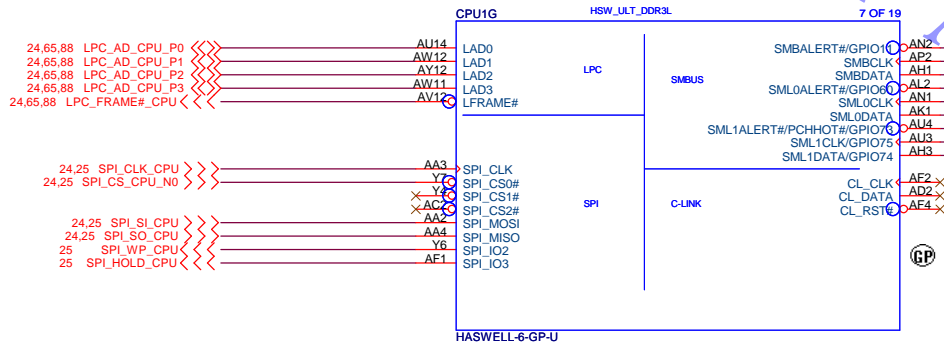 CPU1G HSW_ULT_DDR3L 7 OF 19
24,65,88 LPC_AD_CPU_P0 AU14 LAD0
24,65,88 LPC_AD_CPU_P1 AW12 LAD1
24,65,88 LPC_AD_CPU_P2 AY12 LAD2
24,65,88 LPC_AD_CPU_P3 AW11 LAD3
24,65,88 LPC_FRAME#_CPU AV12 LFRAME#
LPC
SMBUS
SMBALERT#/GPIO11 AN2
SMBCLK AP2
SMBDATA AH1
SML0ALERT#/GPIO60 AL2
SML0CLK AN1
SML0DATA AK1
SML1ALERT#/PCHHOT#/GPIO73 AU4
SML1CLK/GPIO75 AU3
SML1DATA/GPIO74 AH3
24,25 SPI_CLK_CPU AA3 SPI_CLK
24,25 SPI_CS_CPU_N0 Y7 SPI_CS0#
Y4 SPI_CS1#
AC2 SPI_CS2#
24,25 SPI_SI_CPU AA2 SPI_MOSI
24,25 SPI_SO_CPU AA4 SPI_MISO
25 SPI_WP_CPU Y6 SPI_IO2
25 SPI_HOLD_CPU AF1 SPI_IO3
SPI
C-LINK
CL_CLK AF2
CL_DATA AD2
CL_RST# AF4
GP
HASWELL-6-GP-U